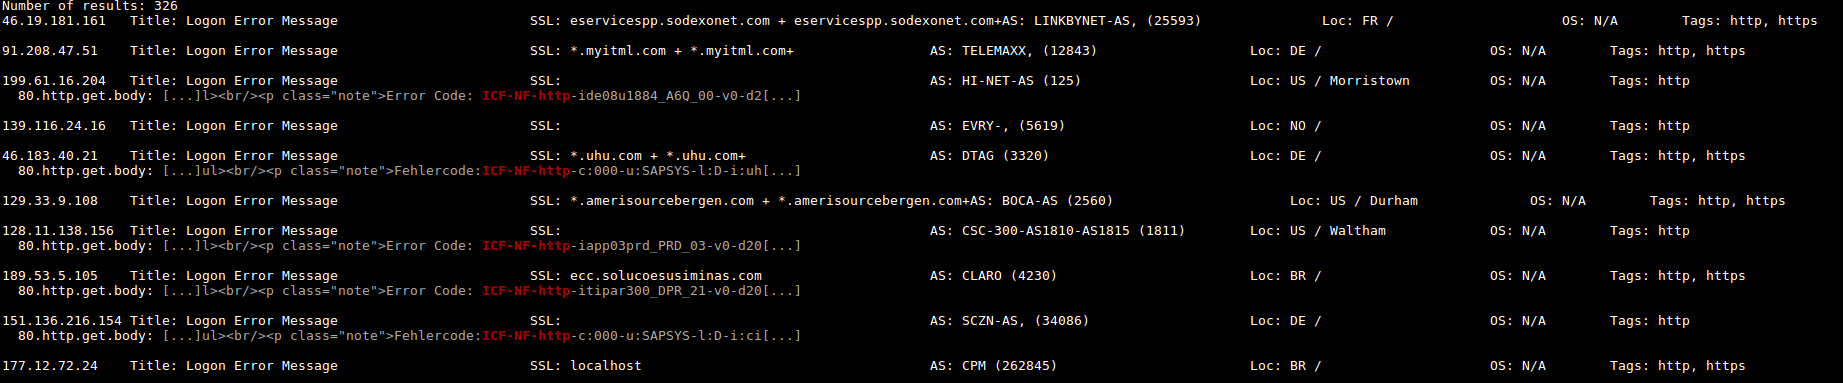 Number of results: 326
46.19.181.161 Title: Logon Error Message SSL: eservicespp.sodexonet.com + eservicespp.sodexonet.com+AS: LINKBYNET-AS, (25593) Loc: FR / OS: N/A Tags: http, https
91.208.47.51 Title: Logon Error Message SSL: *.myitml.com + *.myitml.com+ AS: TELEMAXX, (12843) Loc: DE / OS: N/A Tags: http, https
199.61.16.204 Title: Logon Error Message SSL: AS: HI-NET-AS (125) Loc: US / Morristown OS: N/A Tags: http
80.http.get.body: [...]l><br/><p class="note">Error Code: ICF-NF-http-ide08u1884_A6Q_00-v0-d2[...]
139.116.24.16 Title: Logon Error Message SSL: AS: EVRY-, (5619) Loc: NO / OS: N/A Tags: http
46.183.40.21 Title: Logon Error Message SSL: *.uhu.com + *.uhu.com+ AS: DTAG (3320) Loc: DE / OS: N/A Tags: http, https
80.http.get.body: [...]ul><br/><p class="note">Fehlercode:ICF-NF-http-c:000-u:SAPSYS-l:D-i:uh[...]
129.33.9.108 Title: Logon Error Message SSL: *.amerisourcebergen.com + *.amerisourcebergen.com+AS: BOCA-AS (2560) Loc: US / Durham OS: N/A Tags: http, https
128.11.138.156 Title: Logon Error Message SSL: AS: CSC-300-AS1810-AS1815 (1811) Loc: US / Waltham OS: N/A Tags: http
80.http.get.body: [...]l><br/><p class="note">Error Code: ICF-NF-http-iapp03prd_PRD_03-v0-d20[...]
189.53.5.105 Title: Logon Error Message SSL: ecc.solucoesusiminas.com AS: CLARO (4230) Loc: BR / OS: N/A Tags: http, https
80.http.get.body: [...]l><br/><p class="note">Error Code: ICF-NF-http-itipar300_DPR_21-v0-d20[...]
151.136.216.154 Title: Logon Error Message SSL: AS: SCZN-AS, (34086) Loc: DE / OS: N/A Tags: http
80.http.get.body: [...]ul><br/><p class="note">Fehlercode:ICF-NF-http-c:000-u:SAPSYS-l:D-i:ci[...]
177.12.72.24 Title: Logon Error Message SSL: localhost AS: CPM (262845) Loc: BR / OS: N/A Tags: http, https